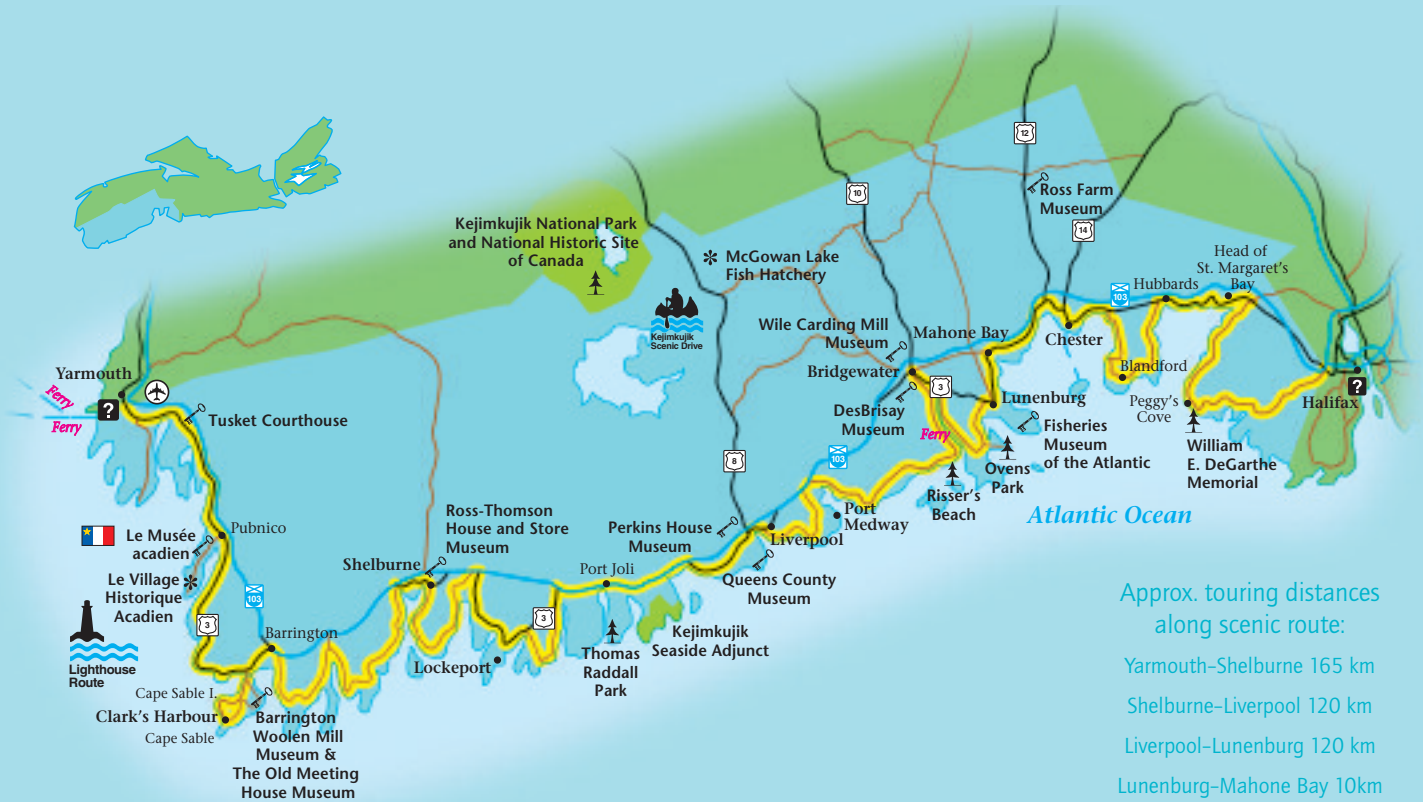 12
10
Ross Farm
Museum
14
Kejimkujik National Park
and National Historic Site
of Canada
McGowan Lake
Fish Hatchery
Head of
St. Margaret's
Bay
Hubbards
103
Kejimkujik
Scenic Drive
Wile Carding Mill
Museum
Mahone Bay
Chester
Yarmouth
Bridgewater
Blandford
Ferry
Ferry
?
3
Lunenburg
Peggy's
Cove
Halifax
?
Tusket Courthouse
DesBrisay
Museum
Ferry
Fisheries
Museum
of the Atlantic
William
E. DeGarthe
Memorial
8
103
Ovens
Park
Risser's
Beach
Ross-Thomson
House and Store
Museum
Port
Medway
Atlantic Ocean
Pubnico
Le Musée
acadien
Perkins House
Museum
Liverpool
Shelburne
Port Joli
Queens County
Museum
Le Village
Historique
Acadien
103
3
3
Lighthouse
Route
Barrington
Lockeport
Thomas
Raddall
Park
Kejimkujik
Seaside Adjunct
Cape Sable I.
Clark's Harbour
Cape Sable
Barrington
Woolen Mill
Museum &
The Old Meeting
House Museum
Approx. touring distances
along scenic route:
Yarmouth–Shelburne 165 km
Shelburne–Liverpool 120 km
Liverpool–Lunenburg 120 km
Lunenburg–Mahone Bay 10km